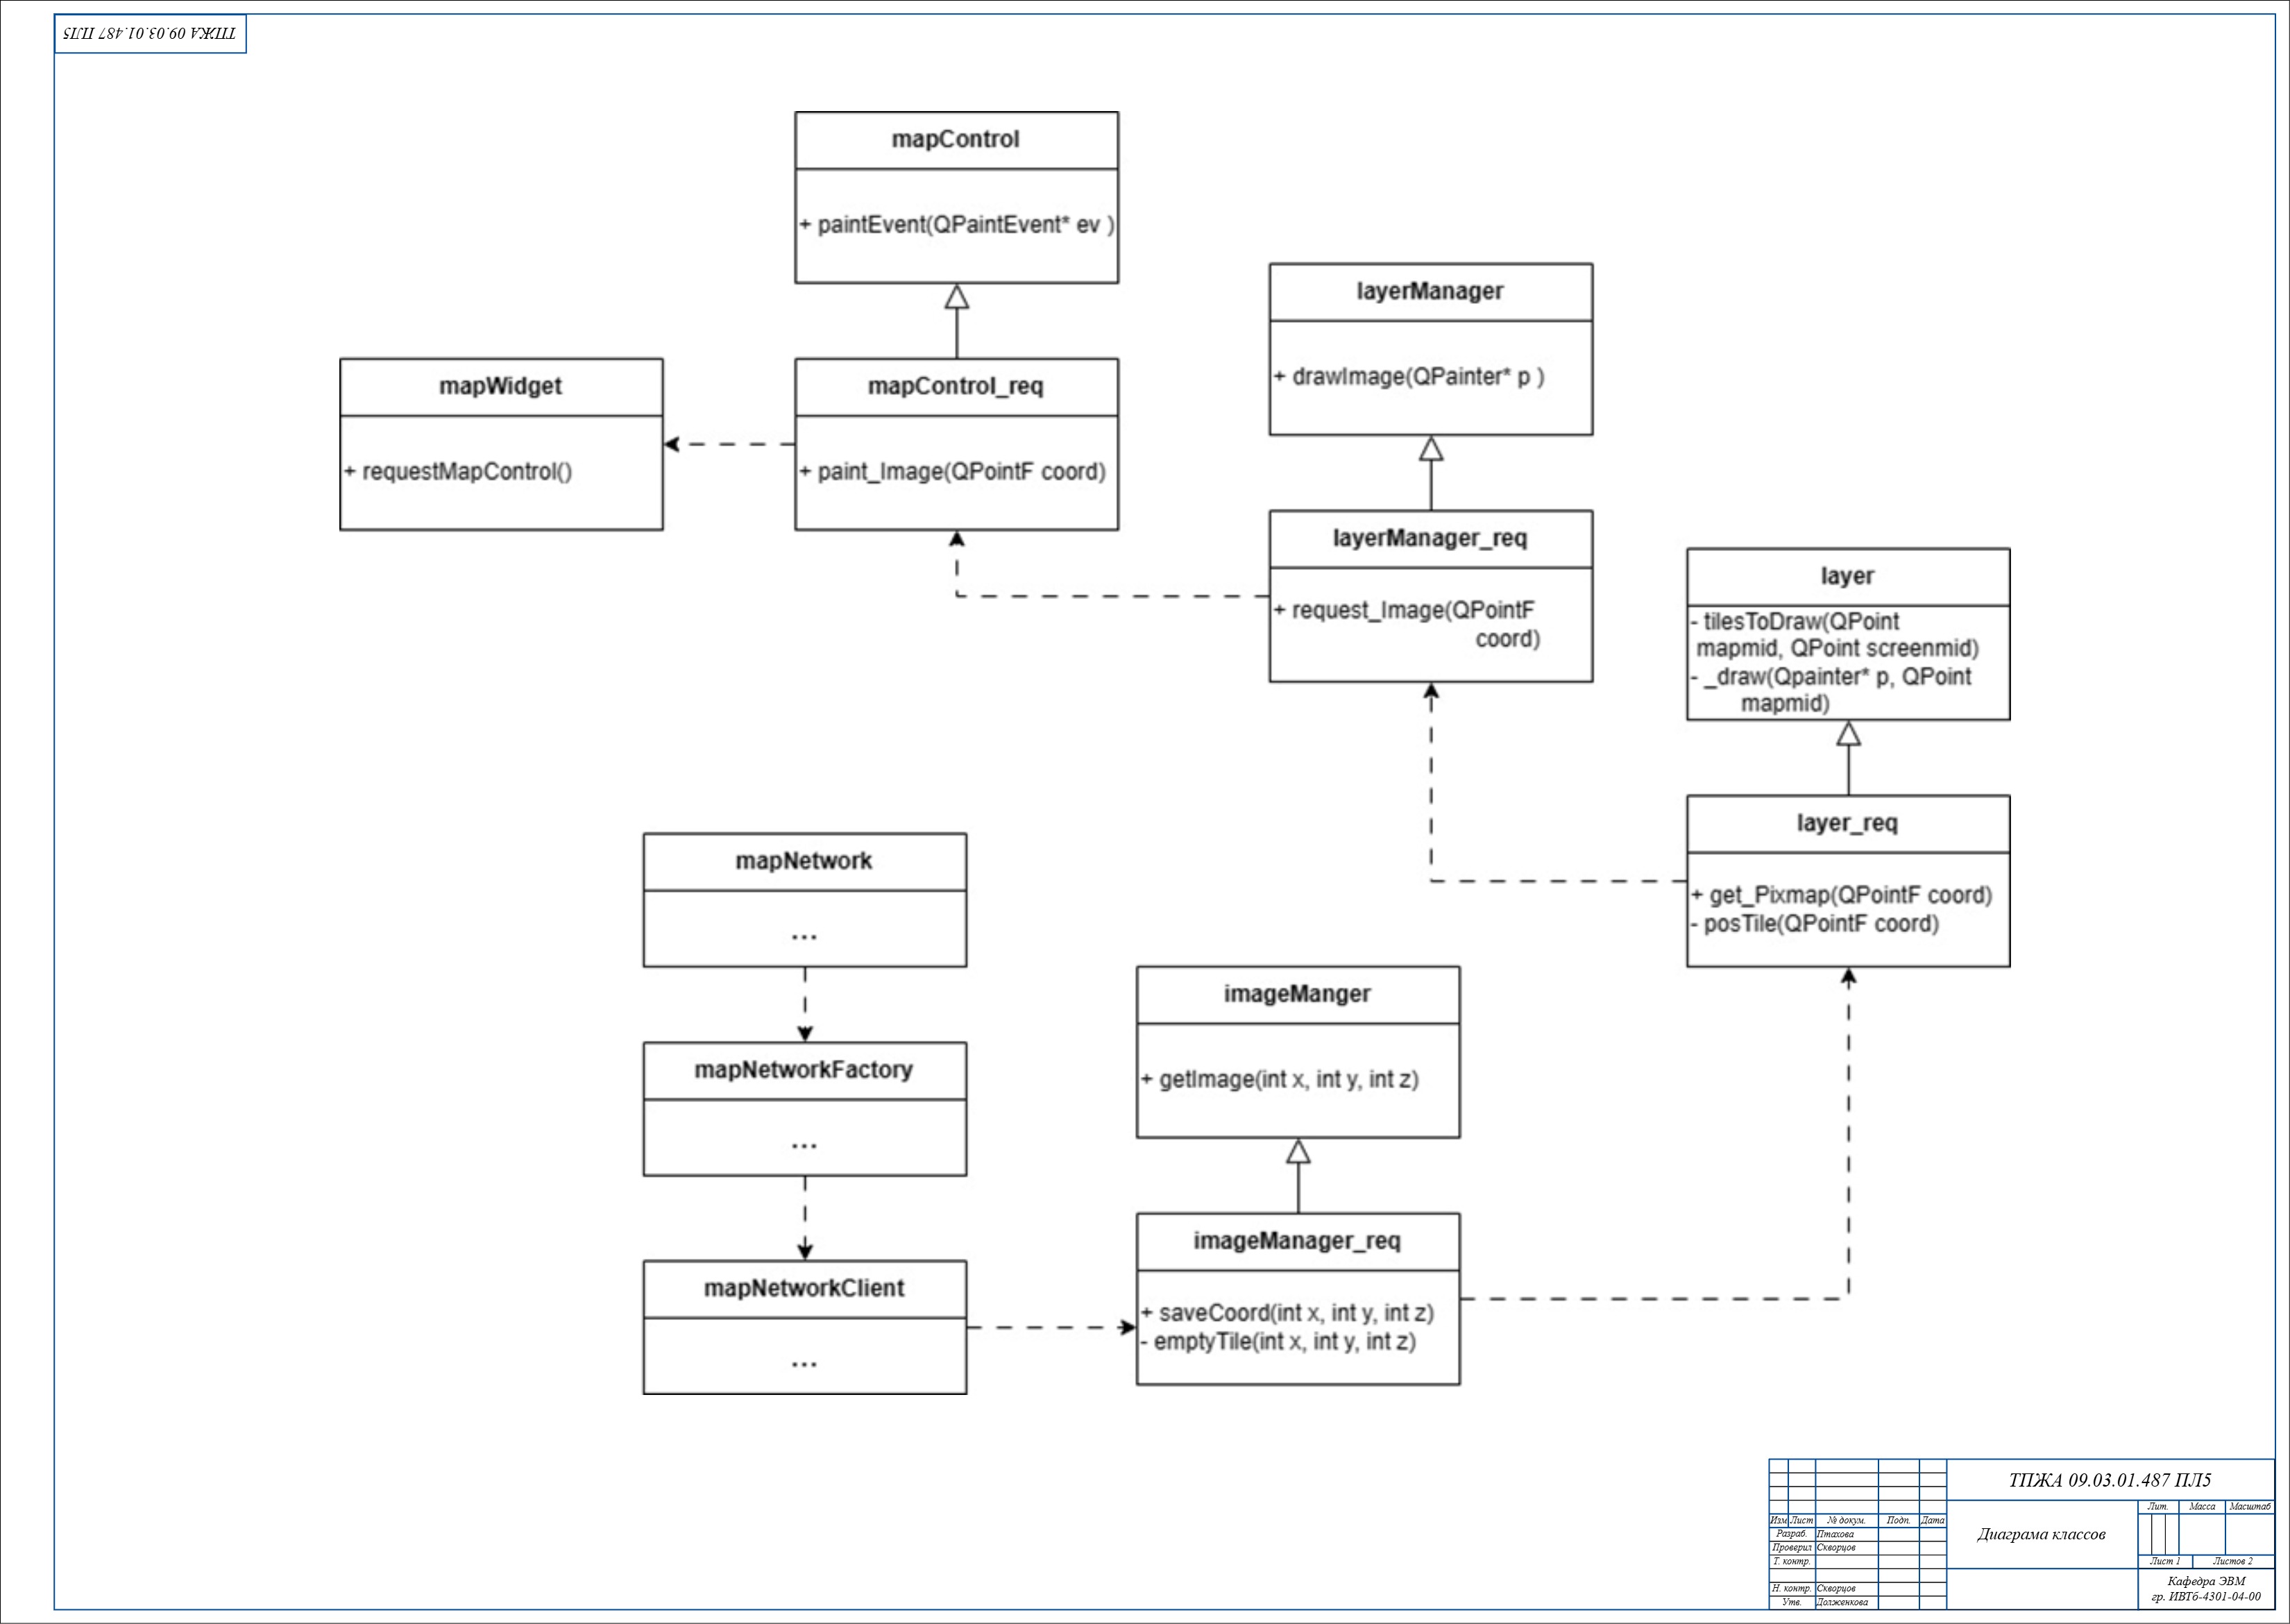 ТПЖА 09.03.01.487 ПЛ5
mapControl
+ paintEvent(QPaintEvent* ev )
layerManager
+ drawImage(QPainter* p )
mapWidget
+ requestMapControl()
mapControl_req
+ paint_Image(QPointF coord)
layerManager_req
+ request_Image(QPointF
coord)
layer
- tilesToDraw(QPoint
mapmid, QPoint screenmid)
- _draw(Qpainter* p, QPoint
mapmid)
layer_req
+ get_Pixmap(QPointF coord)
- posTile(QPointF coord)
mapNetwork
...
mapNetworkFactory
...
mapNetworkClient
...
imageManger
+ getImage(int x, int y, int z)
imageManager_req
+ saveCoord(int x, int y, int z)
- emptyTile(int x, int y, int z)
ТПЖА 09.03.01.487 ПЛ5
Лит. Масса Масштаб
Изм Лист № докум. Подп. Дата
Разраб. Птахова
Проверил Скворцов
Т. контр.
Н. контр. Скворцов
Утв. Долженкова
Диаграма классов
Лист 1 Листов 2
Кафедра ЭВМ
гр. ИВТб-4301-04-00